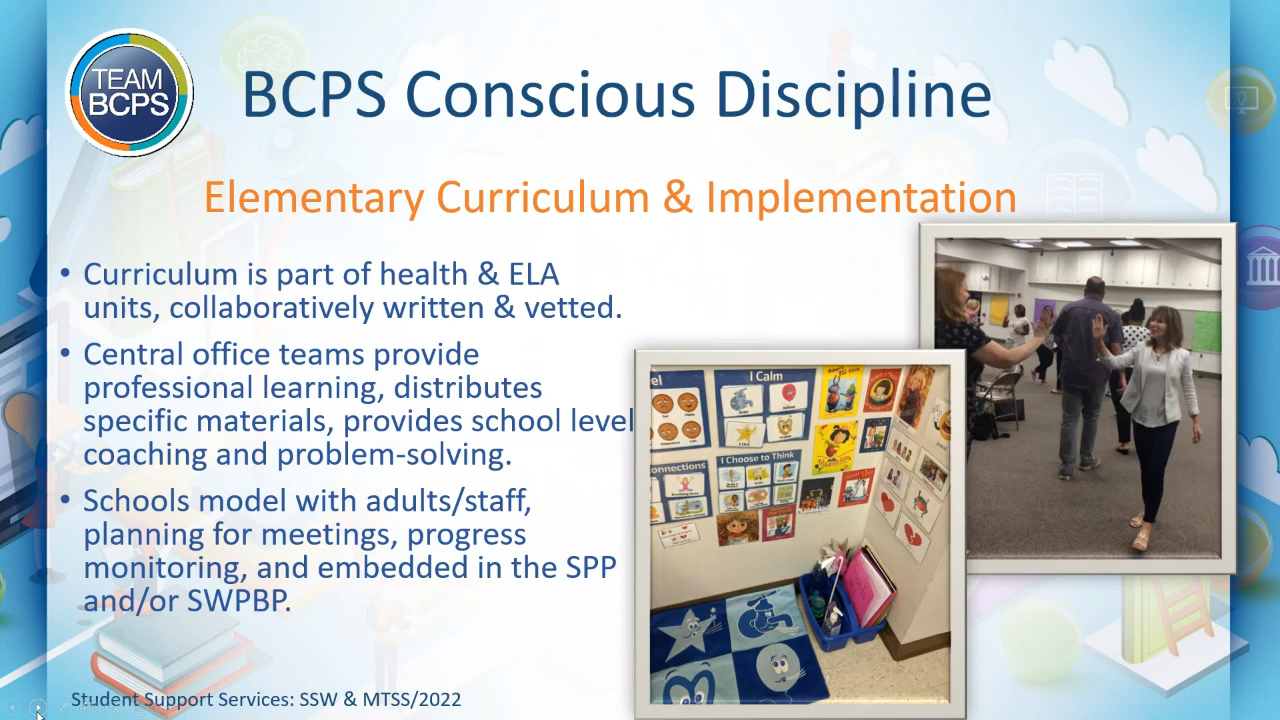 TEAM
BCPS
BCPS Conscious Discipline
Elementary Curriculum & Implementation
• Curriculum is part of health & ELA
units, collaboratively written & vetted.
• Central office teams provide
professional learning, distributes
specific materials, provides school level
coaching and problem-solving.
• Schools model with adults/staff,
planning for meetings, progress
monitoring, and embedded in the SPP
and/or SWPBP.
I Calm
I Choose to Think
Student Support Services: SSW & MTSS/2022